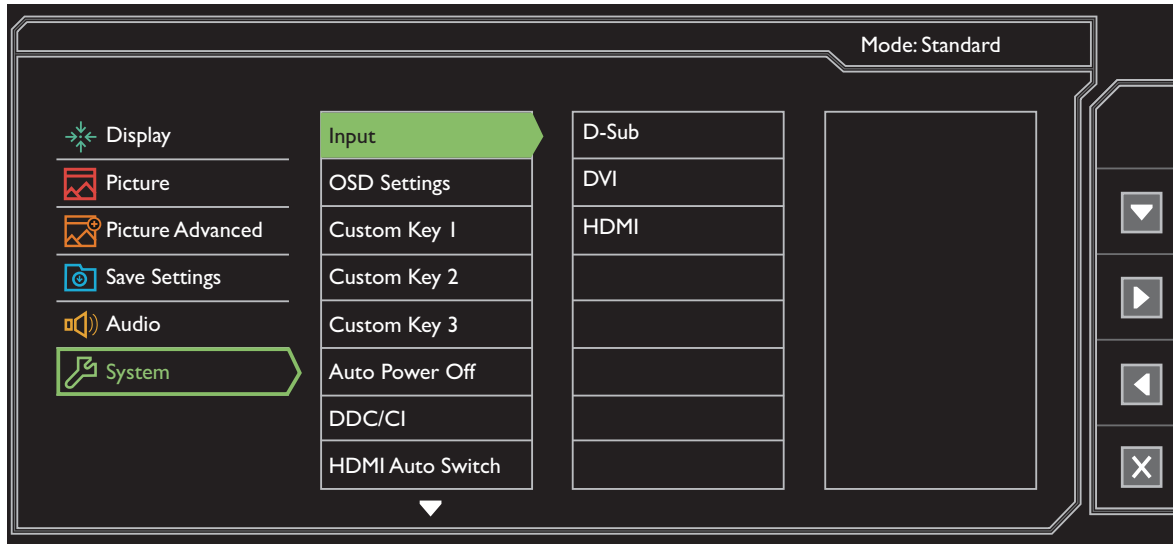 Mode: Standard
Display
Picture
Picture Advanced
Save Settings
Audio
System
Input
OSD Settings
Custom Key 1
Custom Key 2
Custom Key 3
Auto Power Off
DDC/CI
HDMI Auto Switch
D-Sub
DVI
HDMI